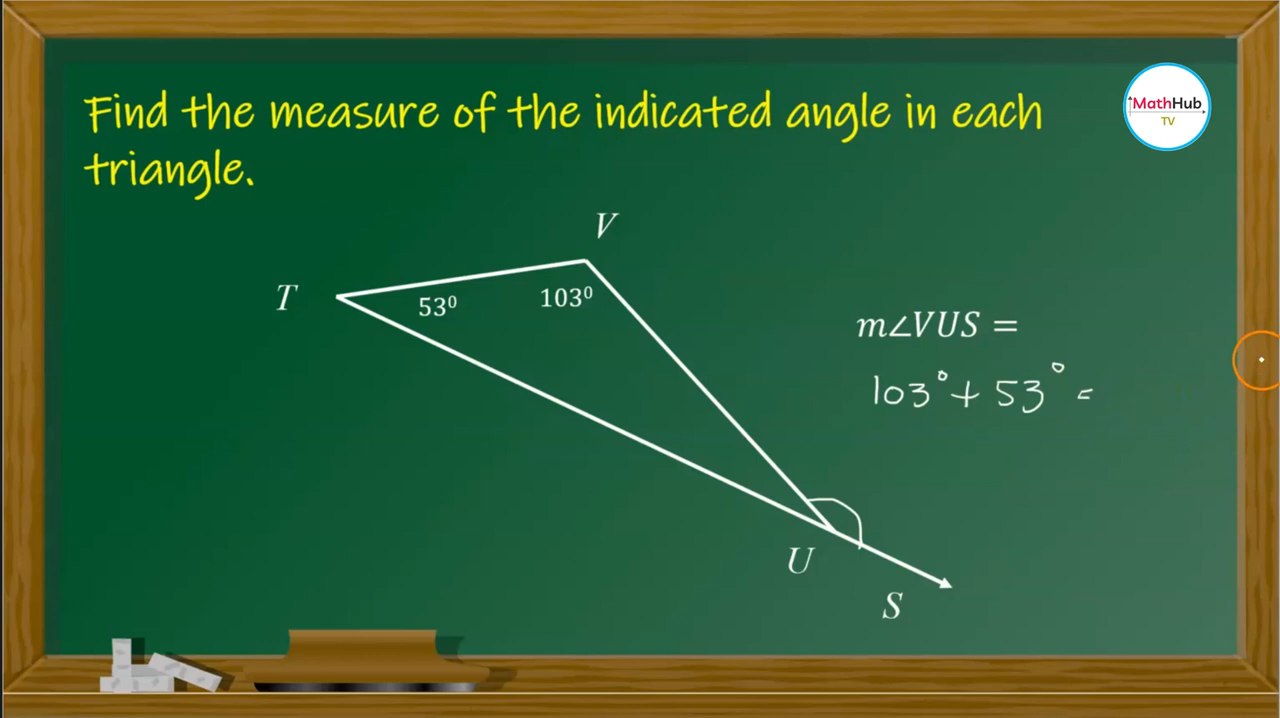 Find the measure of the indicated angle in each
triangle.
MathHub
TV
V
T
53⁰
103⁰
m∠VUS =
103° + 53° =
U
S